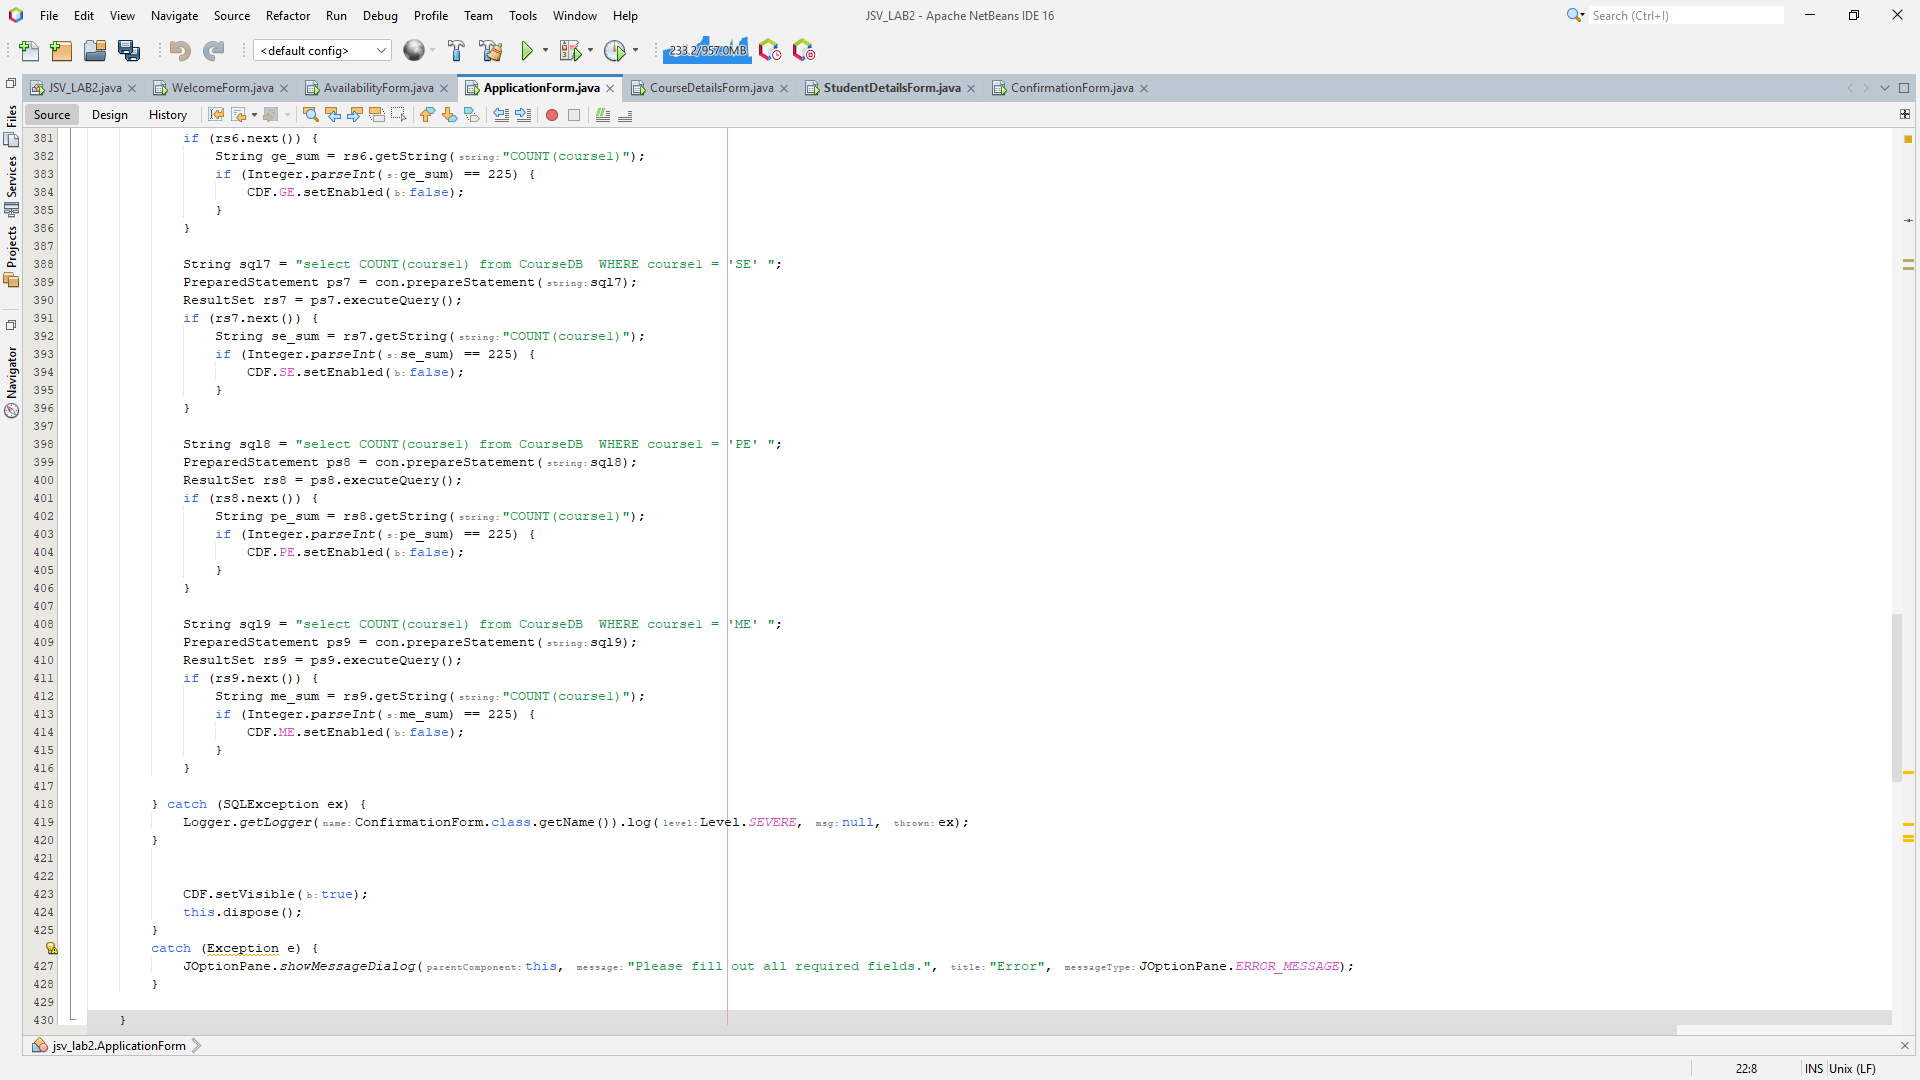 File Edit View Navigate Source Refactor Run Debug Profile Team Tools Window Help
JSV_LAB2 - Apache NetBeans IDE 16
Search (Ctrl+I)
<default config>
233.2/957.0MB
JSV_LAB2.java WelcomeForm.java AvailabilityForm.java ApplicationForm.java CourseDetailsForm.java StudentDetailsForm.java ConfirmationForm.java
Source Design History
Files
Services
Projects
Navigator
381 if (rs6.next()) {
382 String ge_sum = rs6.getString( string: "COUNT(course1)");
383 if (Integer.parseInt( s: ge_sum) == 225) {
384 CDF.GE.setEnabled( b: false);
385 }
386 }
387
388 String sql7 = "select COUNT(course1) from CourseDB  WHERE course1 = 'SE' ";
389 PreparedStatement ps7 = con.prepareStatement( string: sql7);
390 ResultSet rs7 = ps7.executeQuery();
391 if (rs7.next()) {
392 String se_sum = rs7.getString( string: "COUNT(course1)");
393 if (Integer.parseInt( s: se_sum) == 225) {
394 CDF.SE.setEnabled( b: false);
395 }
396 }
397
398 String sql8 = "select COUNT(course1) from CourseDB  WHERE course1 = 'PE' ";
399 PreparedStatement ps8 = con.prepareStatement( string: sql8);
400 ResultSet rs8 = ps8.executeQuery();
401 if (rs8.next()) {
402 String pe_sum = rs8.getString( string: "COUNT(course1)");
403 if (Integer.parseInt( s: pe_sum) == 225) {
404 CDF.PE.setEnabled( b: false);
405 }
406 }
407
408 String sql9 = "select COUNT(course1) from CourseDB  WHERE course1 = 'ME' ";
409 PreparedStatement ps9 = con.prepareStatement( string: sql9);
410 ResultSet rs9 = ps9.executeQuery();
411 if (rs9.next()) {
412 String me_sum = rs9.getString( string: "COUNT(course1)");
413 if (Integer.parseInt( s: me_sum) == 225) {
414 CDF.ME.setEnabled( b: false);
415 }
416 }
417
418 } catch (SQLException ex) {
419 Logger.getLogger( name: ConfirmationForm.class.getName()).log( level: Level.SEVERE, msg: null, thrown: ex);
420 }
421
422
423 CDF.setVisible( b: true);
424 this.dispose();
425 }
catch (Exception e) {
427 JOptionPane.showMessageDialog( parentComponent: this, message: "Please fill out all required fields.", title: "Error", messageType: JOptionPane.ERROR_MESSAGE);
428 }
429
430 }
jsv_lab2.ApplicationForm
22:8 INS Unix (LF)